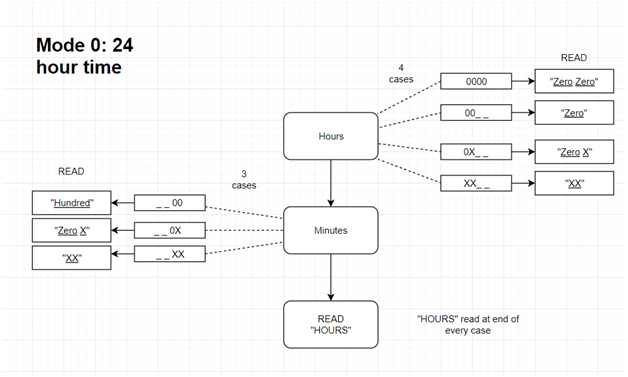 Mode 0: 24
hour time
READ
4
cases
0000
"Zero Zero"
00_ _
"Zero"
Hours
0X_ _
"Zero X"
XX_ _
"XX"
READ
3
cases
"Hundred"
_ _ 00
"Zero X"
_ _ 0X
Minutes
"XX"
_ _ XX
READ
"HOURS"
"HOURS" read at end of
every case